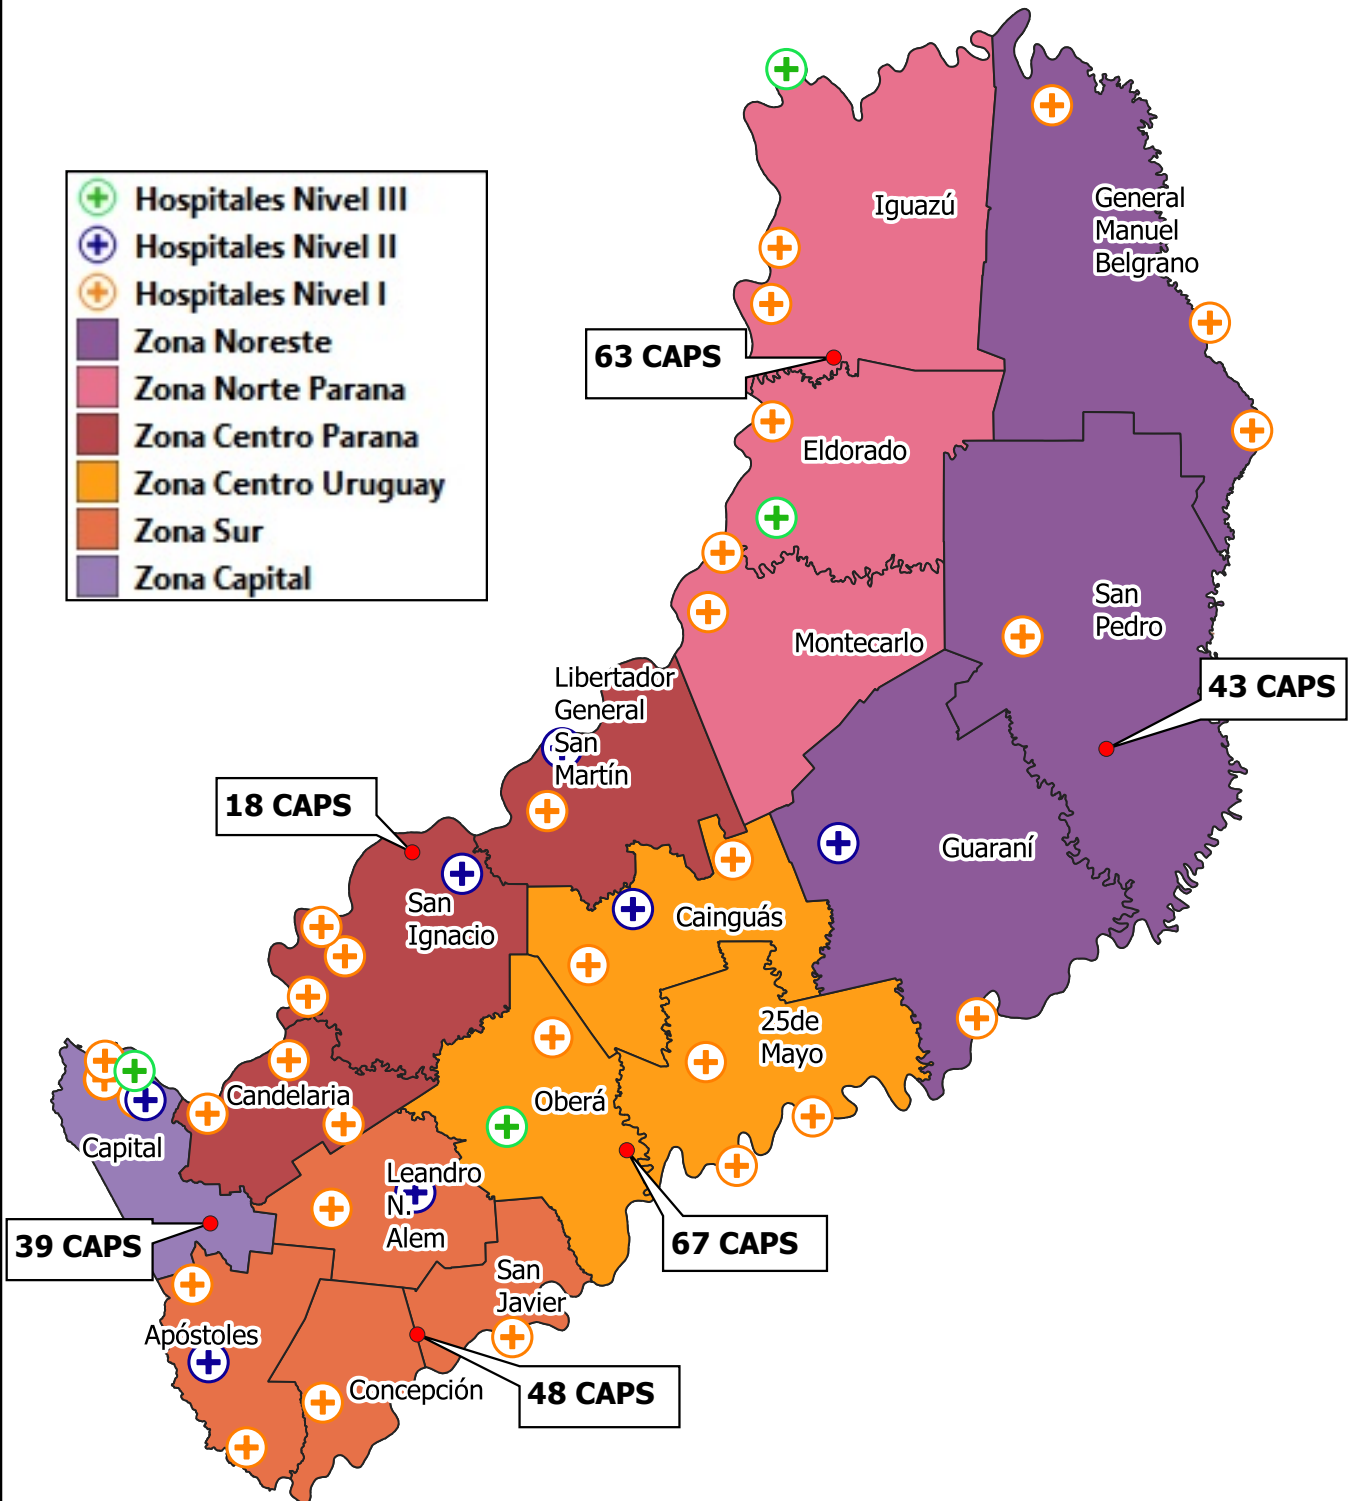 Hospitales Nivel III
Hospitales Nivel II
Hospitales Nivel I
Zona Noreste
Zona Norte Parana
Zona Centro Parana
Zona Centro Uruguay
Zona Sur
Zona Capital
Iguazú
General
Manuel
Belgrano
63 CAPS
Eldorado
San
Pedro
Montecarlo
43 CAPS
Libertador
General
San
Martín
18 CAPS
Guaraní
San
Ignacio
Cainguás
25de
Mayo
Candelaria
Oberá
Capital
Leandro
N.
Alem
39 CAPS
67 CAPS
San
Javier
Apóstoles
Concepción
48 CAPS